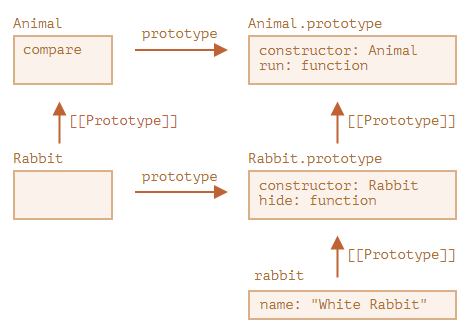 Animal
prototype
Animal.prototype
compare
constructor: Animal
run: function
[[Prototype]]
[[Prototype]]
Rabbit
prototype
Rabbit.prototype
constructor: Rabbit
hide: function
[[Prototype]]
rabbit
name: "White Rabbit"